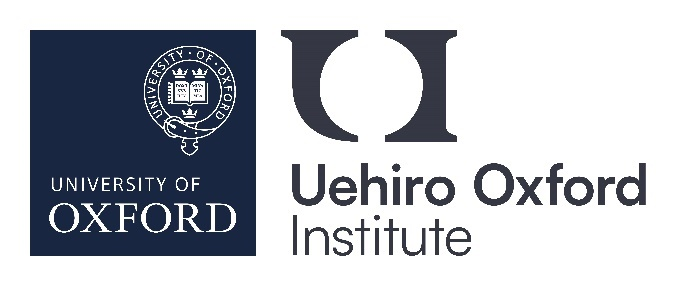 UNIVERSITY OF
OXFORD
UNIVERSITY · OF · OXFORD
Uehiro Oxford
Institute